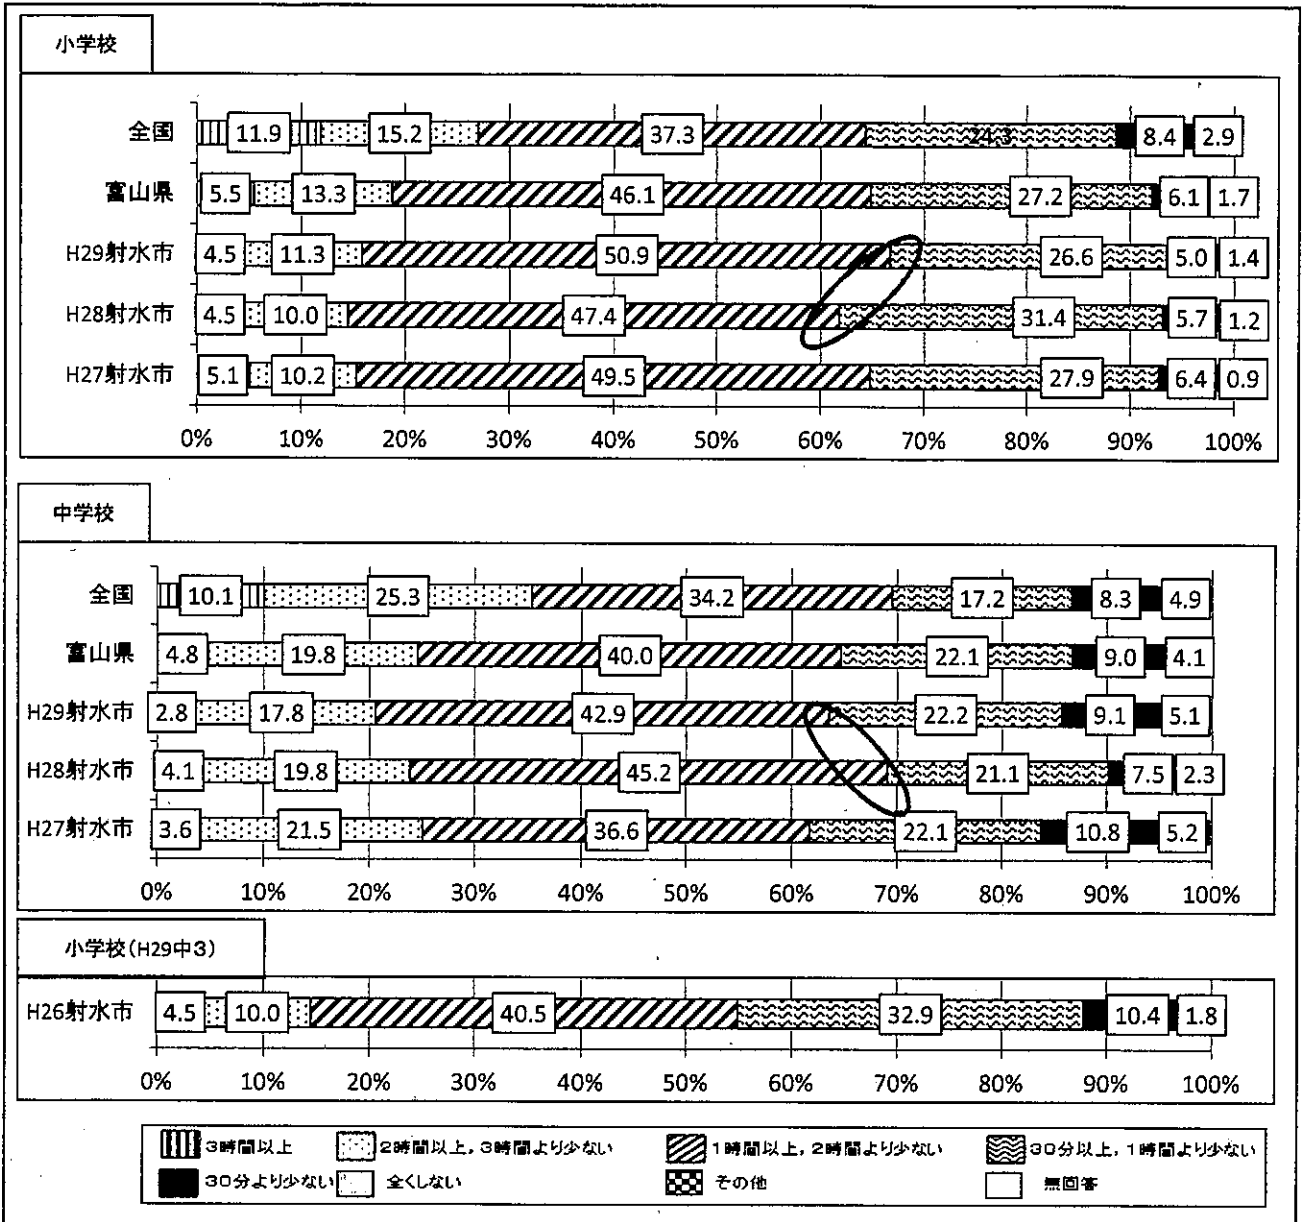 小学校
全国 11.9 15.2 37.3 24.3 8.4 2.9
富山県 5.5 13.3 46.1 27.2 6.1 1.7
H29射水市 4.5 11.3 50.9 26.6 5.0 1.4
H28射水市 4.5 10.0 47.4 31.4 5.7 1.2
H27射水市 5.1 10.2 49.5 27.9 6.4 0.9
0% 10% 20% 30% 40% 50% 60% 70% 80% 90% 100%
中学校
全国 10.1 25.3 34.2 17.2 8.3 4.9
富山県 4.8 19.8 40.0 22.1 9.0 4.1
H29射水市 2.8 17.8 42.9 22.2 9.1 5.1
H28射水市 4.1 19.8 45.2 21.1 7.5 2.3
H27射水市 3.6 21.5 36.6 22.1 10.8 5.2
0% 10% 20% 30% 40% 50% 60% 70% 80% 90% 100%
小学校(H29中3)
H26射水市 4.5 10.0 40.5 32.9 10.4 1.8
0% 10% 20% 30% 40% 50% 60% 70% 80% 90% 100%
3時間以上 2時間以上,3時間より少ない 1時間以上,2時間より少ない 30分以上,1時間より少ない
30分より少ない 全くしない その他 無回答